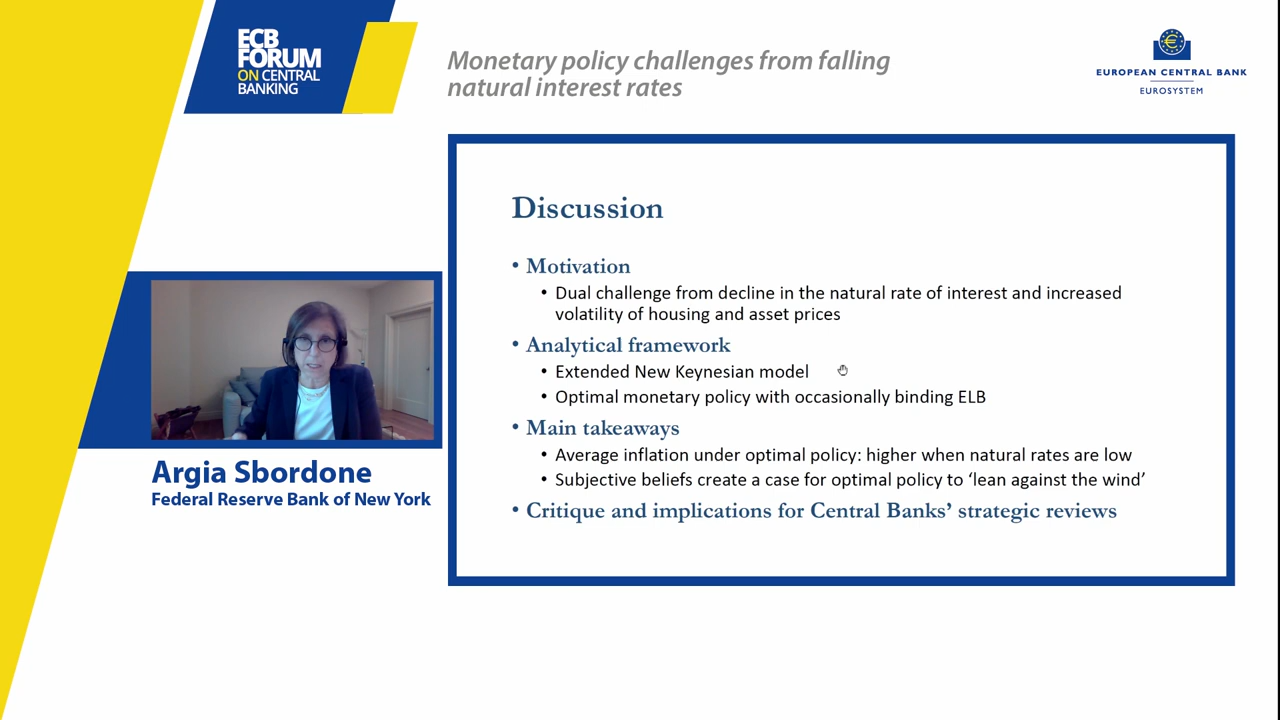 ECB
FORUM
ON CENTRAL
BANKING
Monetary policy challenges from falling
natural interest rates
EUROPEAN CENTRAL BANK
EUROSYSTEM
Discussion
• Motivation
• Dual challenge from decline in the natural rate of interest and increased
volatility of housing and asset prices
• Analytical framework
• Extended New Keynesian model
• Optimal monetary policy with occasionally binding ELB
• Main takeaways
• Average inflation under optimal policy: higher when natural rates are low
• Subjective beliefs create a case for optimal policy to ‘lean against the wind’
• Critique and implications for Central Banks’ strategic reviews
Argia Sbordone
Federal Reserve Bank of New York